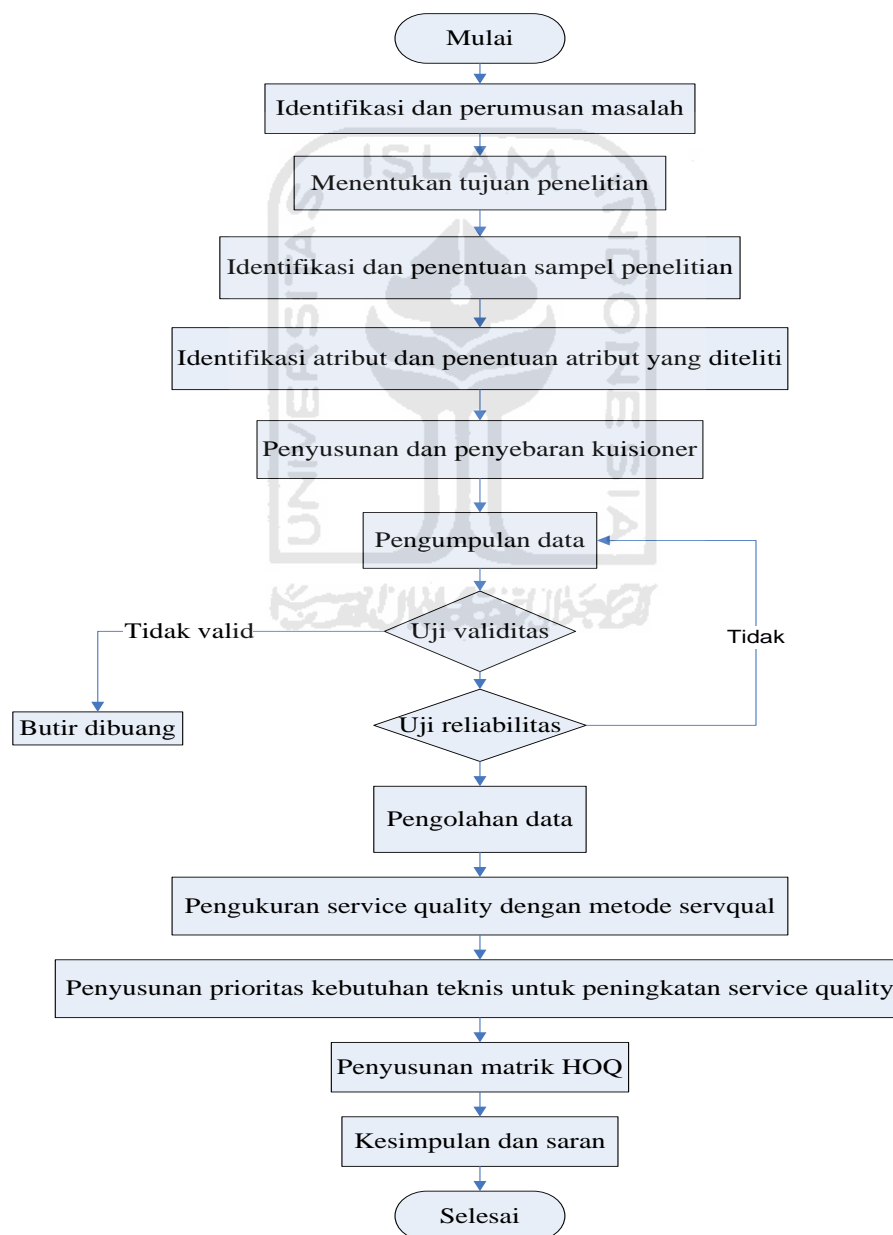 Mulai
Identifikasi dan perumusan masalah
Menentukan tujuan penelitian
Identifikasi dan penentuan sampel penelitian
Identifikasi atribut dan penentuan atribut yang diteliti
Penyusunan dan penyebaran kuisioner
Pengumpulan data
Uji validitas
Tidak valid
Butir dibuang
Uji reliabilitas
Tidak
Pengolahan data
Pengukuran service quality dengan metode servqual
Penyusunan prioritas kebutuhan teknis untuk peningkatan service quality
Penyusunan matrik HOQ
Kesimpulan dan saran
Selesai
UNIVERSITAS
ISLAM
INDONESIA